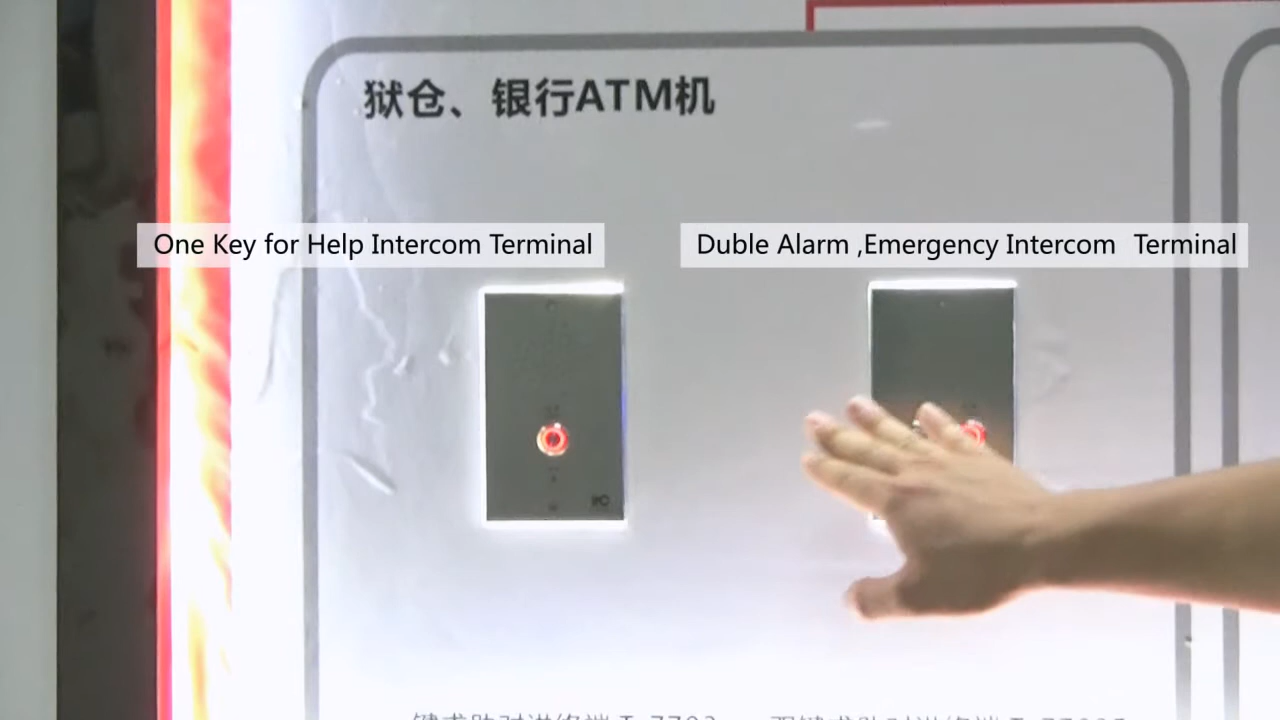 狱仓、银行ATM机
One Key for Help Intercom Terminal
Duble Alarm ,Emergency Intercom Terminal